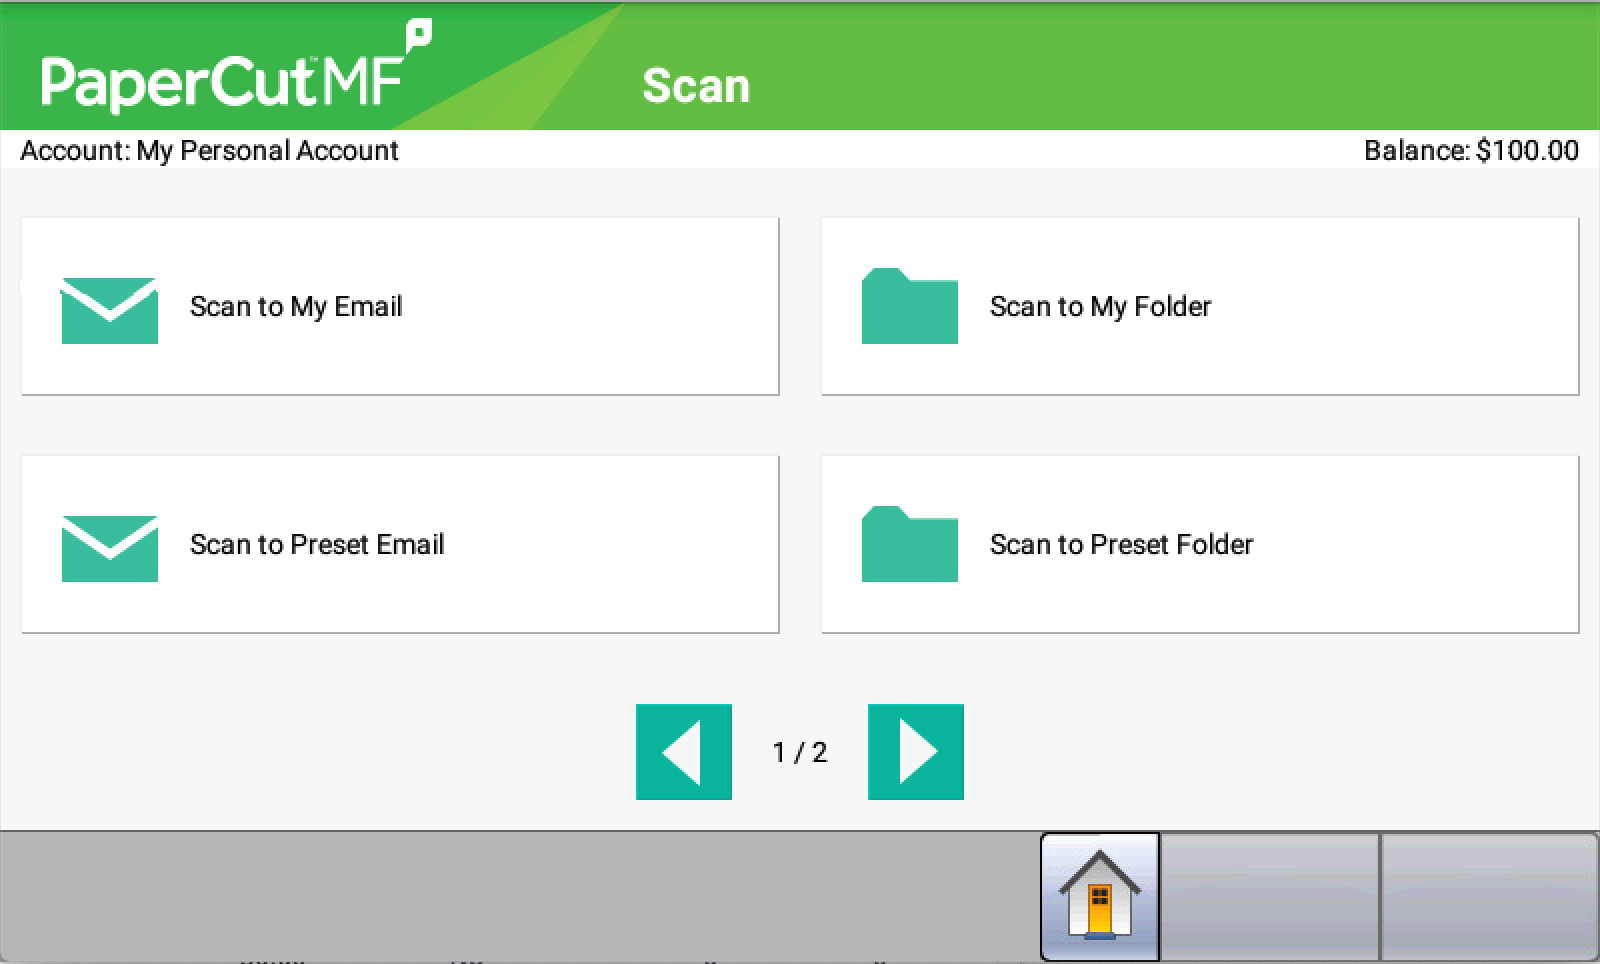 PaperCut™ MF
Scan
Account: My Personal Account
Balance: $100.00
Scan to My Email
Scan to My Folder
Scan to Preset Email
Scan to Preset Folder
1 / 2